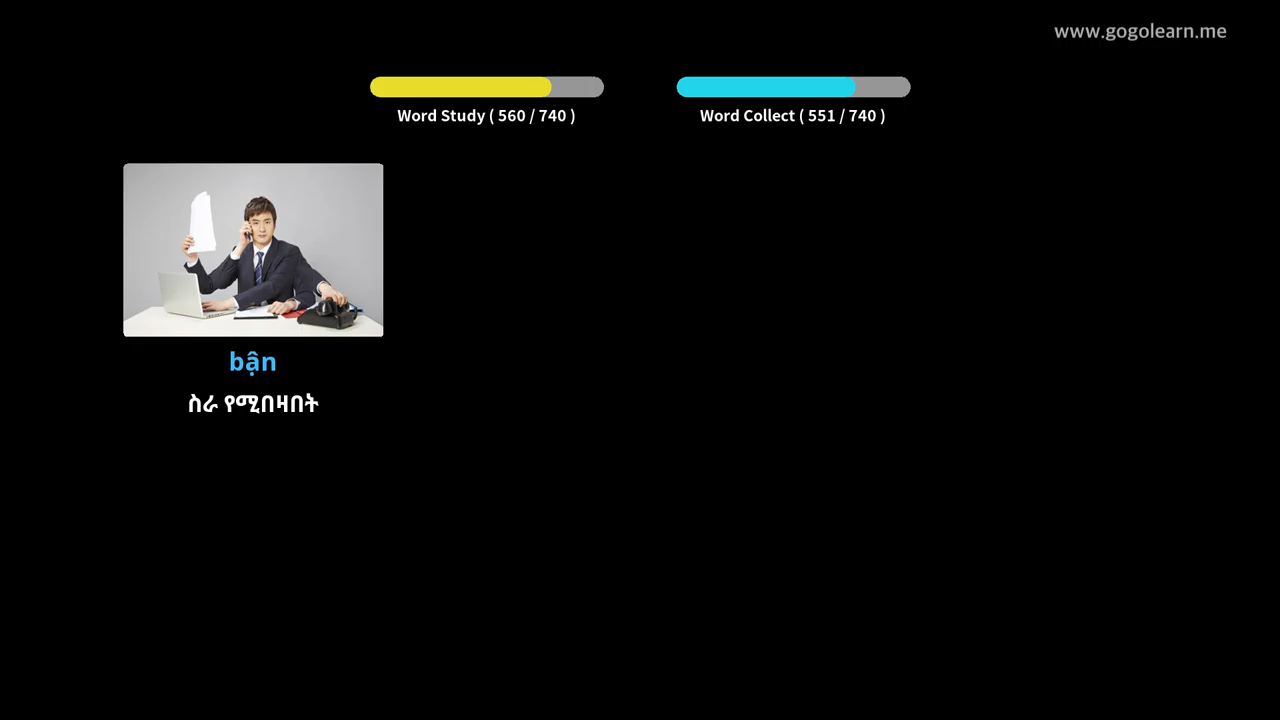 www.gogolearn.me
Word Study ( 560 / 740 )
Word Collect ( 551 / 740 )
bận
ስራ የሚበዛበት